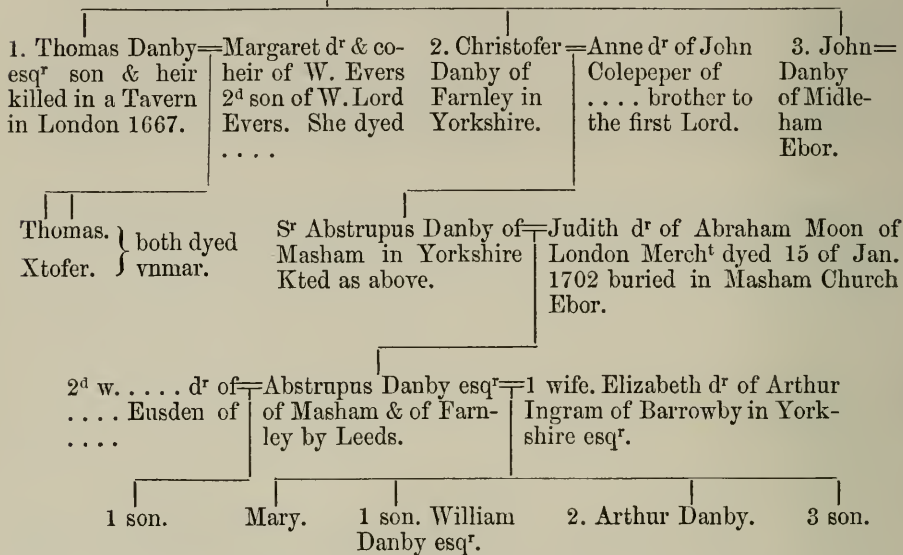 1. Thomas Danby=
esqʳ son & heir
killed in a Tavern
in London 1667.
Margaret dʳ & co-
heir of W. Evers
2ᵈ son of W. Lord
Evers. She dyed
. . . .
2. Christofer=
Danby of
Farnley in
Yorkshire.
Anne dʳ of John
Colepeper of
. . . . brother to
the first Lord.
3. John=
Danby
of Midle-
ham
Ebor.
Thomas.
Xtofer.
} both dyed
vnmar.
Sʳ Abstrupus Danby of=
Masham in Yorkshire
Kted as above.
Judith dʳ of Abraham Moon of
London Merchᵗ dyed 15 of Jan.
1702 buried in Masham Church
Ebor.
2ᵈ w. . . . . . dʳ of=
. . . . Eusden of
. . . .
Abstrupus Danby esqʳ=
of Masham & of Farn-
ley by Leeds.
1 wife. Elizabeth dʳ of Arthur
Ingram of Barrowby in York-
shire esqʳ.
1 son.
Mary.
1 son. William
Danby esqʳ.
2. Arthur Danby.
3 son.